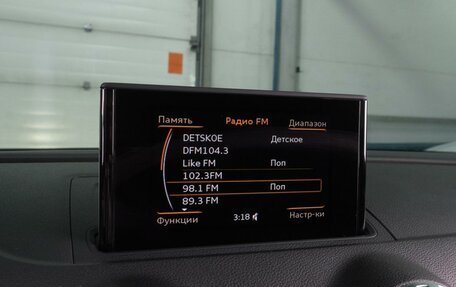 Память Радио FM Диапазон
DETSKOE Детское
DFM104.3
Like FM Поп
102.3FM
98.1 FM Поп
89.3 FM
Функции 3:18 Настр-ки